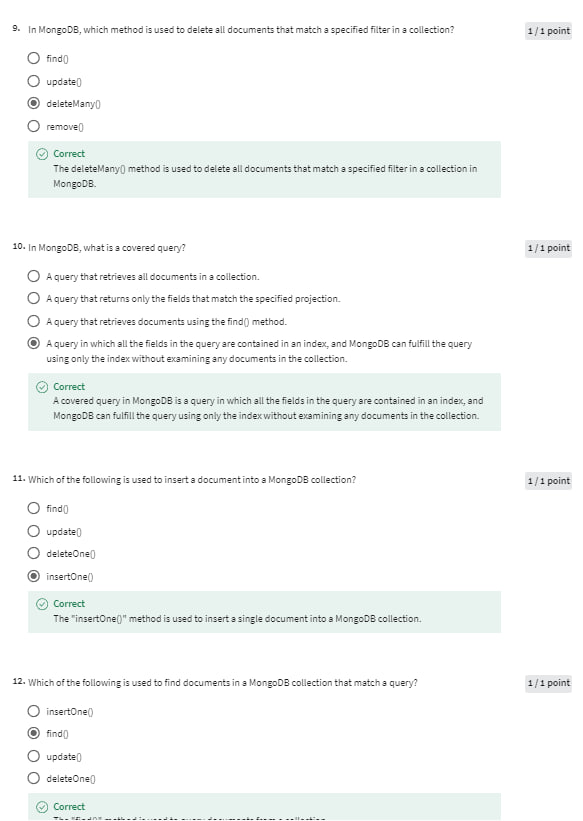 9. In MongoDB, which method is used to delete all documents that match a specified filter in a collection?
1 / 1 point
find()
update()
deleteMany()
remove()
Correct
The deleteMany() method is used to delete all documents that match a specified filter in a collection in
MongoDB.
10. In MongoDB, what is a covered query?
1 / 1 point
A query that retrieves all documents in a collection.
A query that returns only the fields that match the specified projection.
A query that retrieves documents using the find() method.
A query in which all the fields in the query are contained in an index, and MongoDB can fulfill the query
using only the index without examining any documents in the collection.
Correct
A covered query in MongoDB is a query in which all the fields in the query are contained in an index, and
MongoDB can fulfill the query using only the index without examining any documents in the collection.
11. Which of the following is used to insert a document into a MongoDB collection?
1 / 1 point
find()
update()
deleteOne()
insertOne()
Correct
The "insertOne()" method is used to insert a single document into a MongoDB collection.
12. Which of the following is used to find documents in a MongoDB collection that match a query?
1 / 1 point
insertOne()
find()
update()
deleteOne()
Correct
The "find()" method is used to query documents from a collection